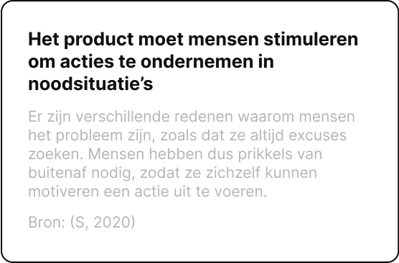 Het product moet mensen stimuleren
om acties te ondernemen in
noodsituatie’s
Er zijn verschillende redenen waarom mensen
het probleem zijn, zoals dat ze altijd excuses
zoeken. Mensen hebben dus prikkels van
buitenaf nodig, zodat ze zichzelf kunnen
motiveren een actie uit te voeren.
Bron: (S, 2020)